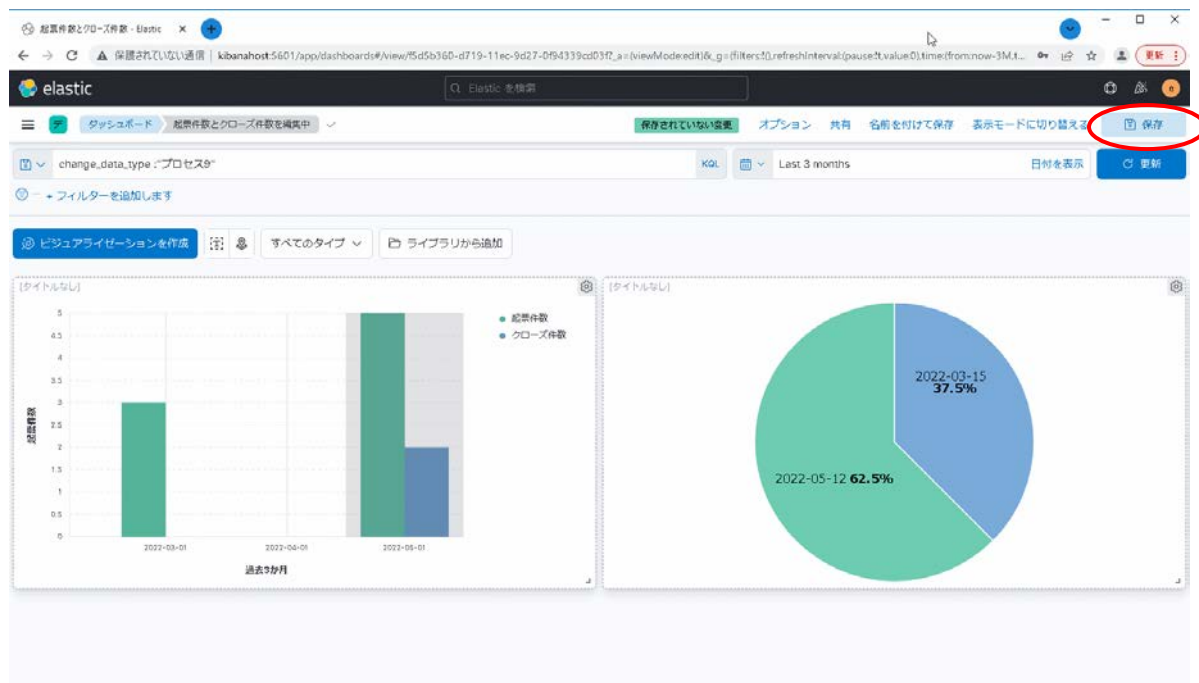 起票件数とクローズ件数 - Elastic
保護されていない通信 | kibanahost:5601/app/dashboards#/view/f5d5b360-d719-11ec-9d27-0f94339cd03f?_a=(viewMode:edit)&_g=(filters:!(),refreshInterval:(pause:!t,value:0),time:(from:now-3M,t...
更新
elastic
Elastic を検索
e
デ ダッシュボード 起票件数とクローズ件数を編集中
保存されていない変更 オプション 共有 名前を付けて保存 表示モードに切り替える 保存
change_data_type :"プロセス9"
KQL Last 3 months 日付を表示 更新
+ フィルターを追加します
ビジュアライゼーションを作成 すべてのタイプ ライブラリから追加
[タイトルなし]
5
4.5
4
3.5
3
2.5
2
1.5
1
0.5
0
起票件数
2022-03-01 2022-04-01 2022-05-01
過去3か月
起票件数
クローズ件数
[タイトルなし]
2022-03-15
37.5%
2022-05-12 62.5%